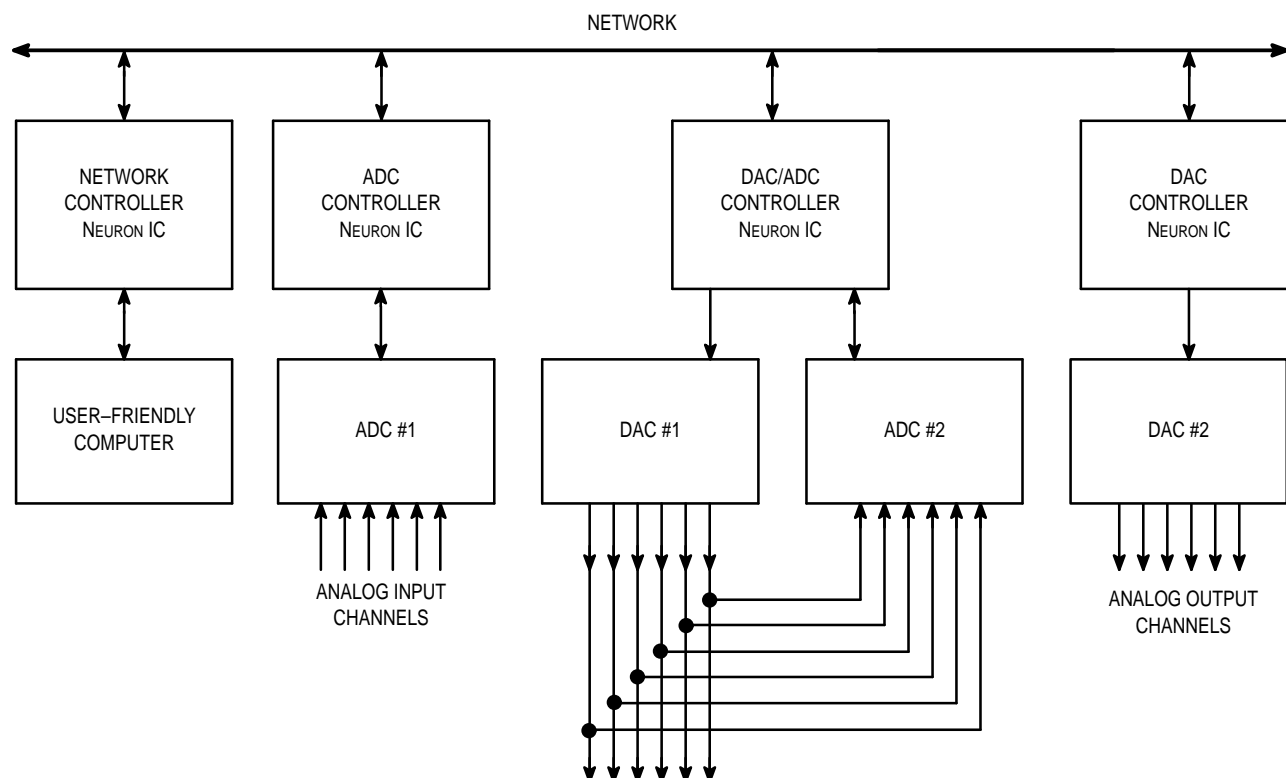 NETWORK
NETWORK
CONTROLLER
NEURON IC
ADC
CONTROLLER
NEURON IC
DAC/ADC
CONTROLLER
NEURON IC
DAC
CONTROLLER
NEURON IC
USER–FRIENDLY
COMPUTER
ADC #1
DAC #1
ADC #2
DAC #2
ANALOG INPUT
CHANNELS
ANALOG OUTPUT
CHANNELS